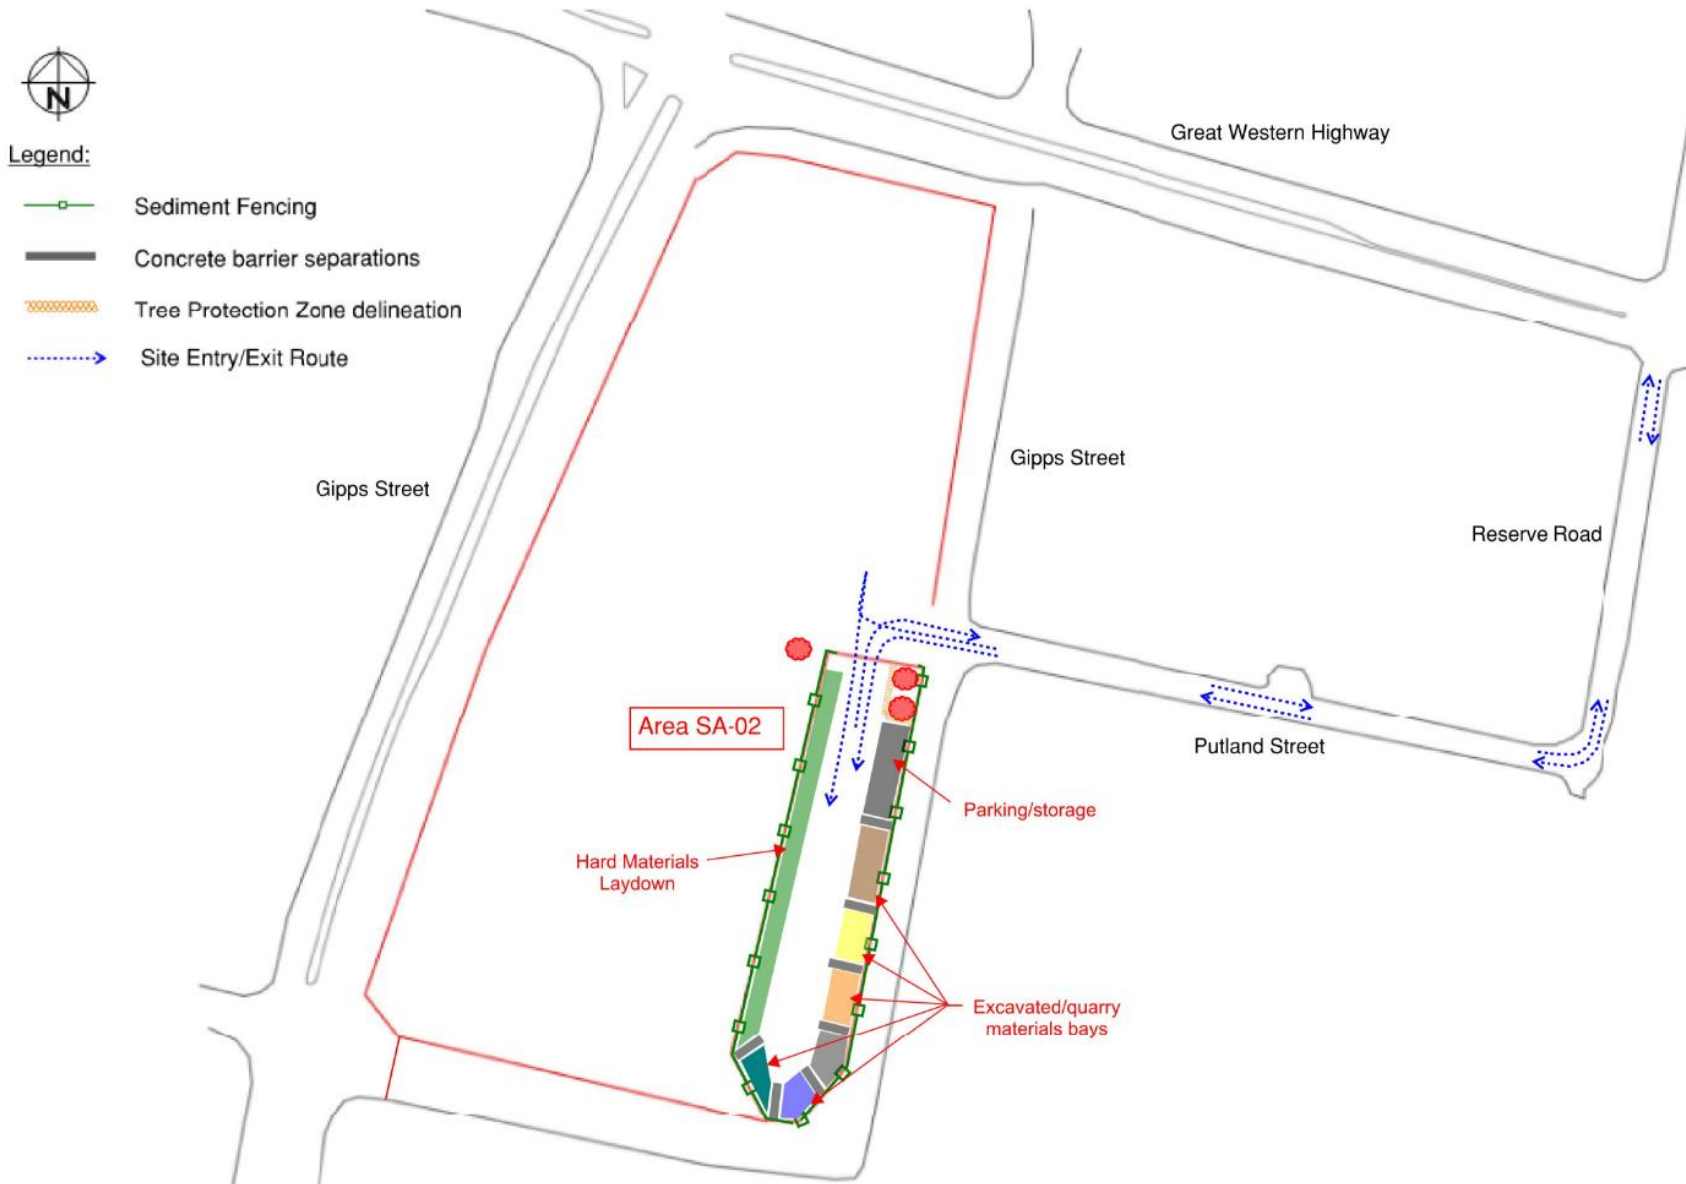 N
Legend:
Sediment Fencing
Concrete barrier separations
Tree Protection Zone delineation
Site Entry/Exit Route
Great Western Highway
Gipps Street
Gipps Street
Reserve Road
Area SA-02
Putland Street
Parking/storage
Hard Materials
Laydown
Excavated/quarry
materials bays